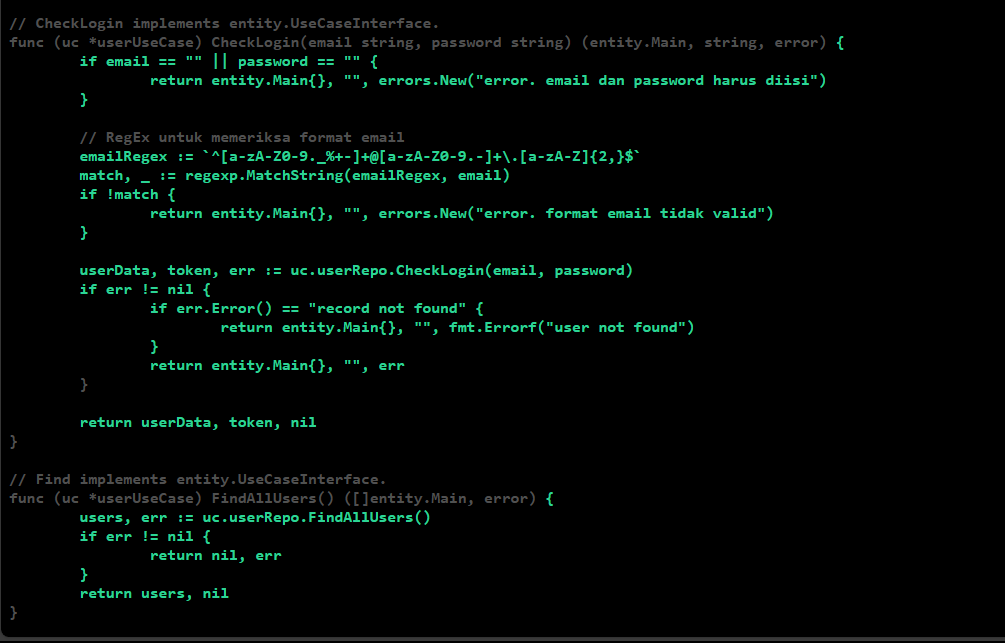 // CheckLogin implements entity.UseCaseInterface.
func (uc *userUseCase) CheckLogin(email string, password string) (entity.Main, string, error) {
	if email == "" || password == "" {
		return entity.Main{}, "", errors.New("error. email dan password harus diisi")
	}

	// RegEx untuk memeriksa format email
	emailRegex := `^[a-zA-Z0-9._%+-]+@[a-zA-Z0-9.-]+\.[a-zA-Z]{2,}$`
	match, _ := regexp.MatchString(emailRegex, email)
	if !match {
		return entity.Main{}, "", errors.New("error. format email tidak valid")
	}

	userData, token, err := uc.userRepo.CheckLogin(email, password)
	if err != nil {
		if err.Error() == "record not found" {
			return entity.Main{}, "", fmt.Errorf("user not found")
		}
		return entity.Main{}, "", err
	}

	return userData, token, nil
}

// Find implements entity.UseCaseInterface.
func (uc *userUseCase) FindAllUsers() ([]entity.Main, error) {
	users, err := uc.userRepo.FindAllUsers()
	if err != nil {
		return nil, err
	}
	return users, nil
}